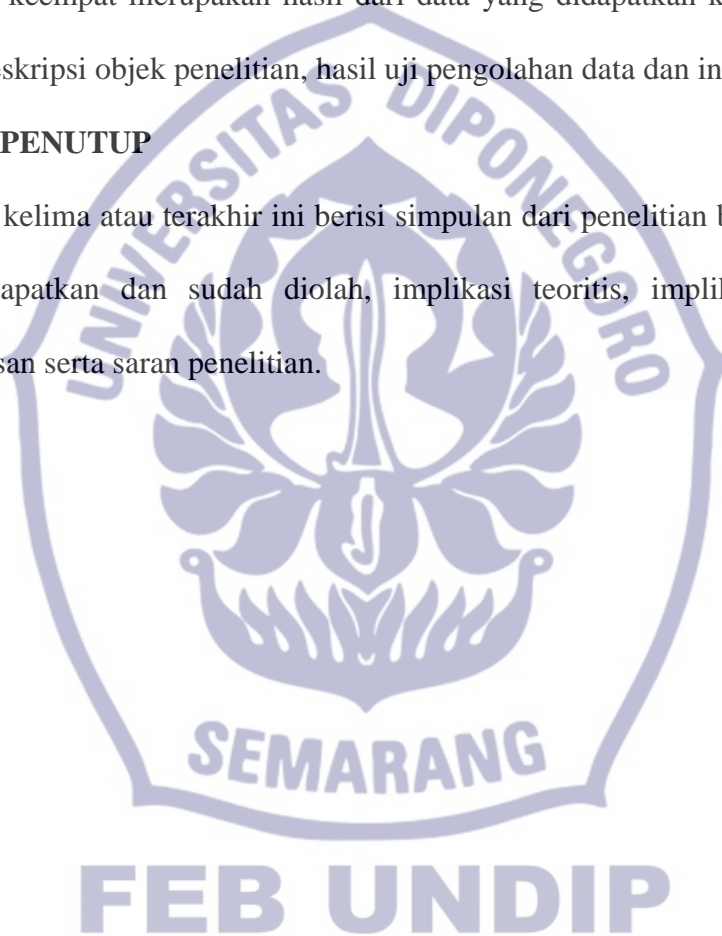 keempat merupakan hasil dari data yang didapatkan
skripsi objek penelitian, hasil uji pengolahan data dan in
PENUTUP
kelima atau terakhir ini berisi simpulan dari penelitian b
apatkan dan sudah diolah, implikasi teoritis, impli
san serta saran penelitian.
UNIVERSITAS DIPONEGORO
SEMARANG
FEB UNDIP